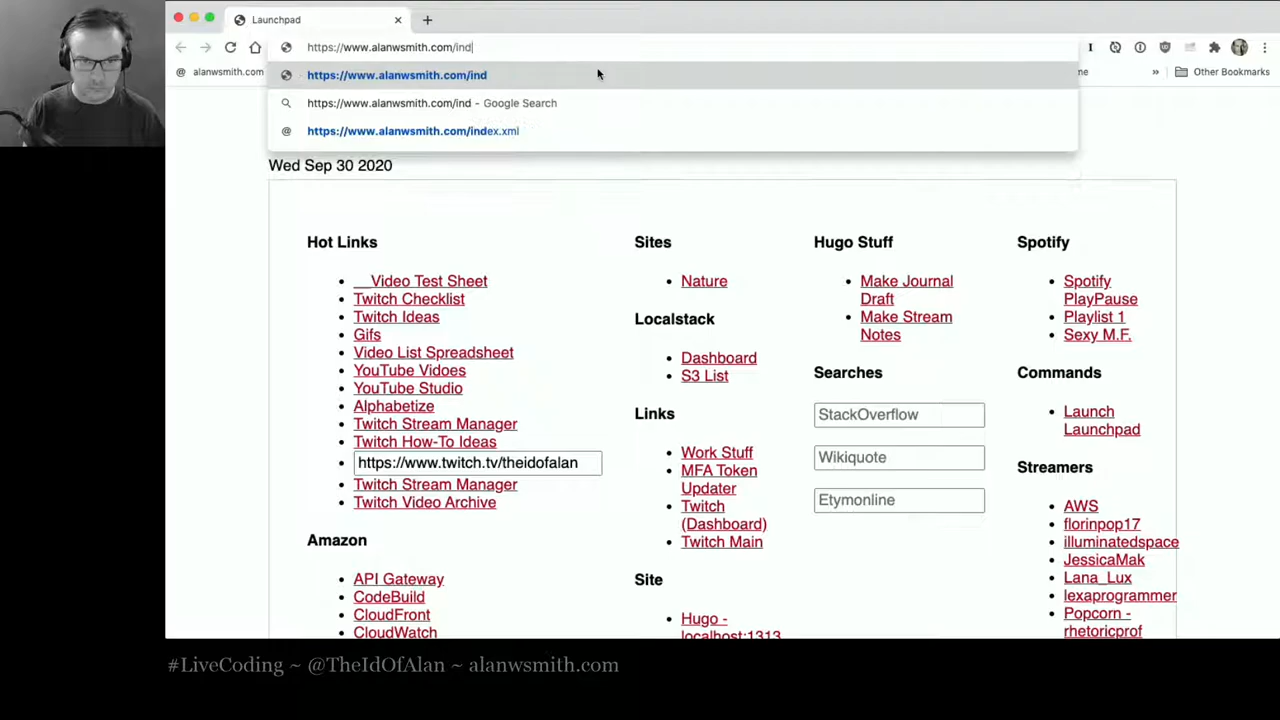 Launchpad
https://www.alanwsmith.com/ind
alanwsmith.com
https://www.alanwsmith.com/ind
me
»
Other Bookmarks
https://www.alanwsmith.com/ind - Google Search
https://www.alanwsmith.com/index.xml
Wed Sep 30 2020
Hot Links
__Video Test Sheet
Twitch Checklist
Twitch Ideas
Gifs
Video List Spreadsheet
YouTube Vidoes
YouTube Studio
Alphabetize
Twitch Stream Manager
Twitch How-To Ideas
https://www.twitch.tv/theidofalan
Twitch Stream Manager
Twitch Video Archive
Amazon
API Gateway
CodeBuild
CloudFront
CloudWatch
Sites
Nature
Localstack
Dashboard
S3 List
Links
Work Stuff
MFA Token
Updater
Twitch
(Dashboard)
Twitch Main
Site
Hugo -
localhost:1313
Hugo Stuff
Make Journal
Draft
Make Stream
Notes
Searches
StackOverflow
Wikiquote
Etymonline
Spotify
Spotify
PlayPause
Playlist 1
Sexy M.F.
Commands
Launch
Launchpad
Streamers
AWS
florinpop17
illuminatedspace
JessicaMak
Lana_Lux
lexaprogrammer
Popcorn -
rhetoricprof
#LiveCoding ~ @TheIdOfAlan ~ alanwsmith.com